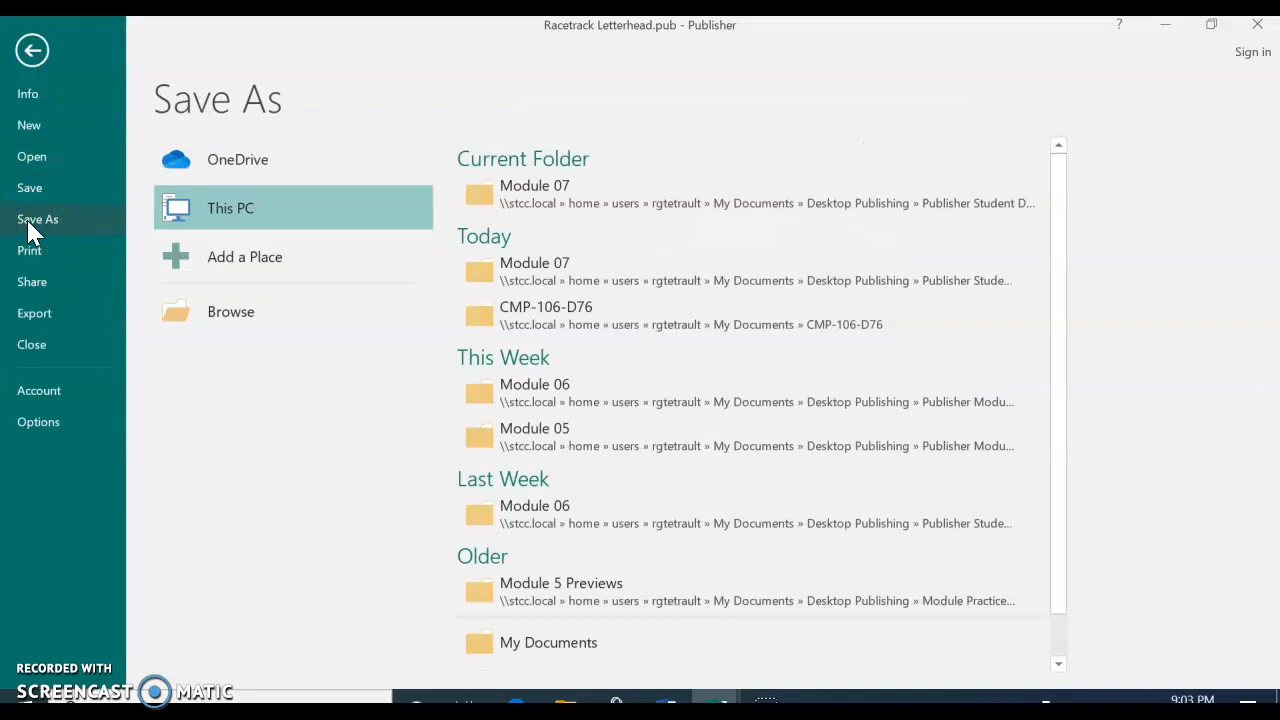 Racetrack Letterhead.pub - Publisher
?
Sign in
Info
New
Open
Save
Save As
Print
Share
Export
Close
Account
Options
Save As
OneDrive
This PC
Add a Place
Browse
Current Folder
Module 07
\\stcc.local » home » users » rgtetrault » My Documents » Desktop Publishing » Publisher Student D...
Today
Module 07
\\stcc.local » home » users » rgtetrault » My Documents » Desktop Publishing » Publisher Stude...
CMP-106-D76
\\stcc.local » home » users » rgtetrault » My Documents » CMP-106-D76
This Week
Module 06
\\stcc.local » home » users » rgtetrault » My Documents » Desktop Publishing » Publisher Modu...
Module 05
\\stcc.local » home » users » rgtetrault » My Documents » Desktop Publishing » Publisher Modu...
Last Week
Module 06
\\stcc.local » home » users » rgtetrault » My Documents » Desktop Publishing » Publisher Stude...
Older
Module 5 Previews
\\stcc.local » home » users » rgtetrault » My Documents » Desktop Publishing » Module Practice...
My Documents
RECORDED WITH
SCREENCAST MATIC
9:03 PM